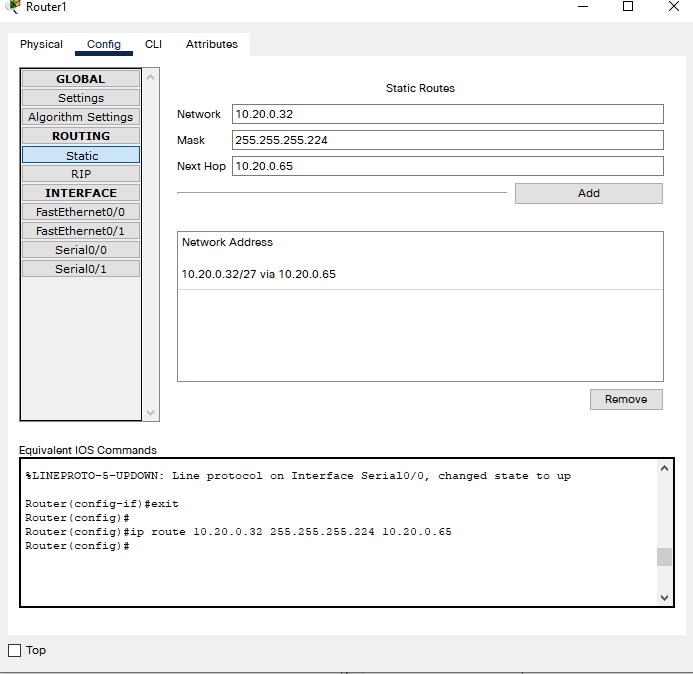 Router1
Physical Config CLI Attributes
GLOBAL
Settings
Algorithm Settings
ROUTING
Static
RIP
INTERFACE
FastEthernet0/0
FastEthernet0/1
Serial0/0
Serial0/1
Static Routes
Network 10.20.0.32
Mask 255.255.255.224
Next Hop 10.20.0.65
Add
Network Address
10.20.0.32/27 via 10.20.0.65
Remove
Equivalent IOS Commands
%LINEPROTO-5-UPDOWN: Line protocol on Interface Serial0/0, changed state to up
Router(config-if)#exit
Router(config)#
Router(config)#ip route 10.20.0.32 255.255.255.224 10.20.0.65
Router(config)#
Top